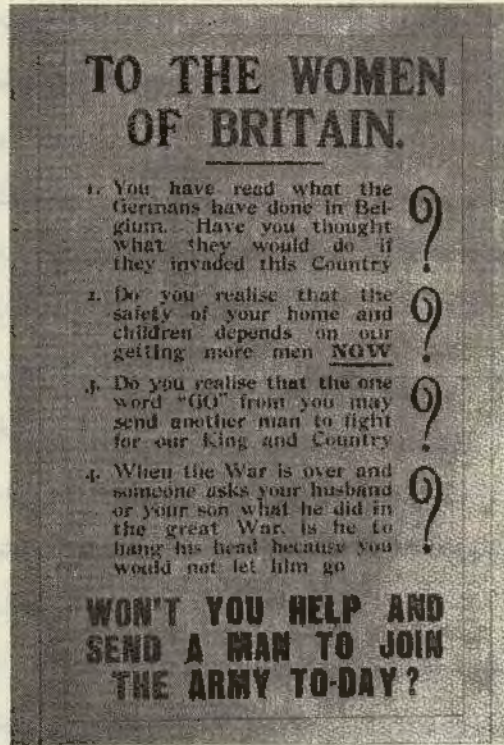 TO THE WOMEN
OF BRITAIN.
1. You have read what the
Germans have done in Bel-
gium. Have you thought
what they would do if
they invaded this Country ?
2. Do you realise that the
safety of your home and
children depends on our
getting more men NOW ?
3. Do you realise that the one
word "GO" from you may
send another man to fight
for our King and Country ?
4. When the War is over and
someone asks your husband
or your son what he did in
the great War, is he to
hang his head because you
would not let him go ?
WON'T YOU HELP AND
SEND A MAN TO JOIN
THE ARMY TO-DAY ?